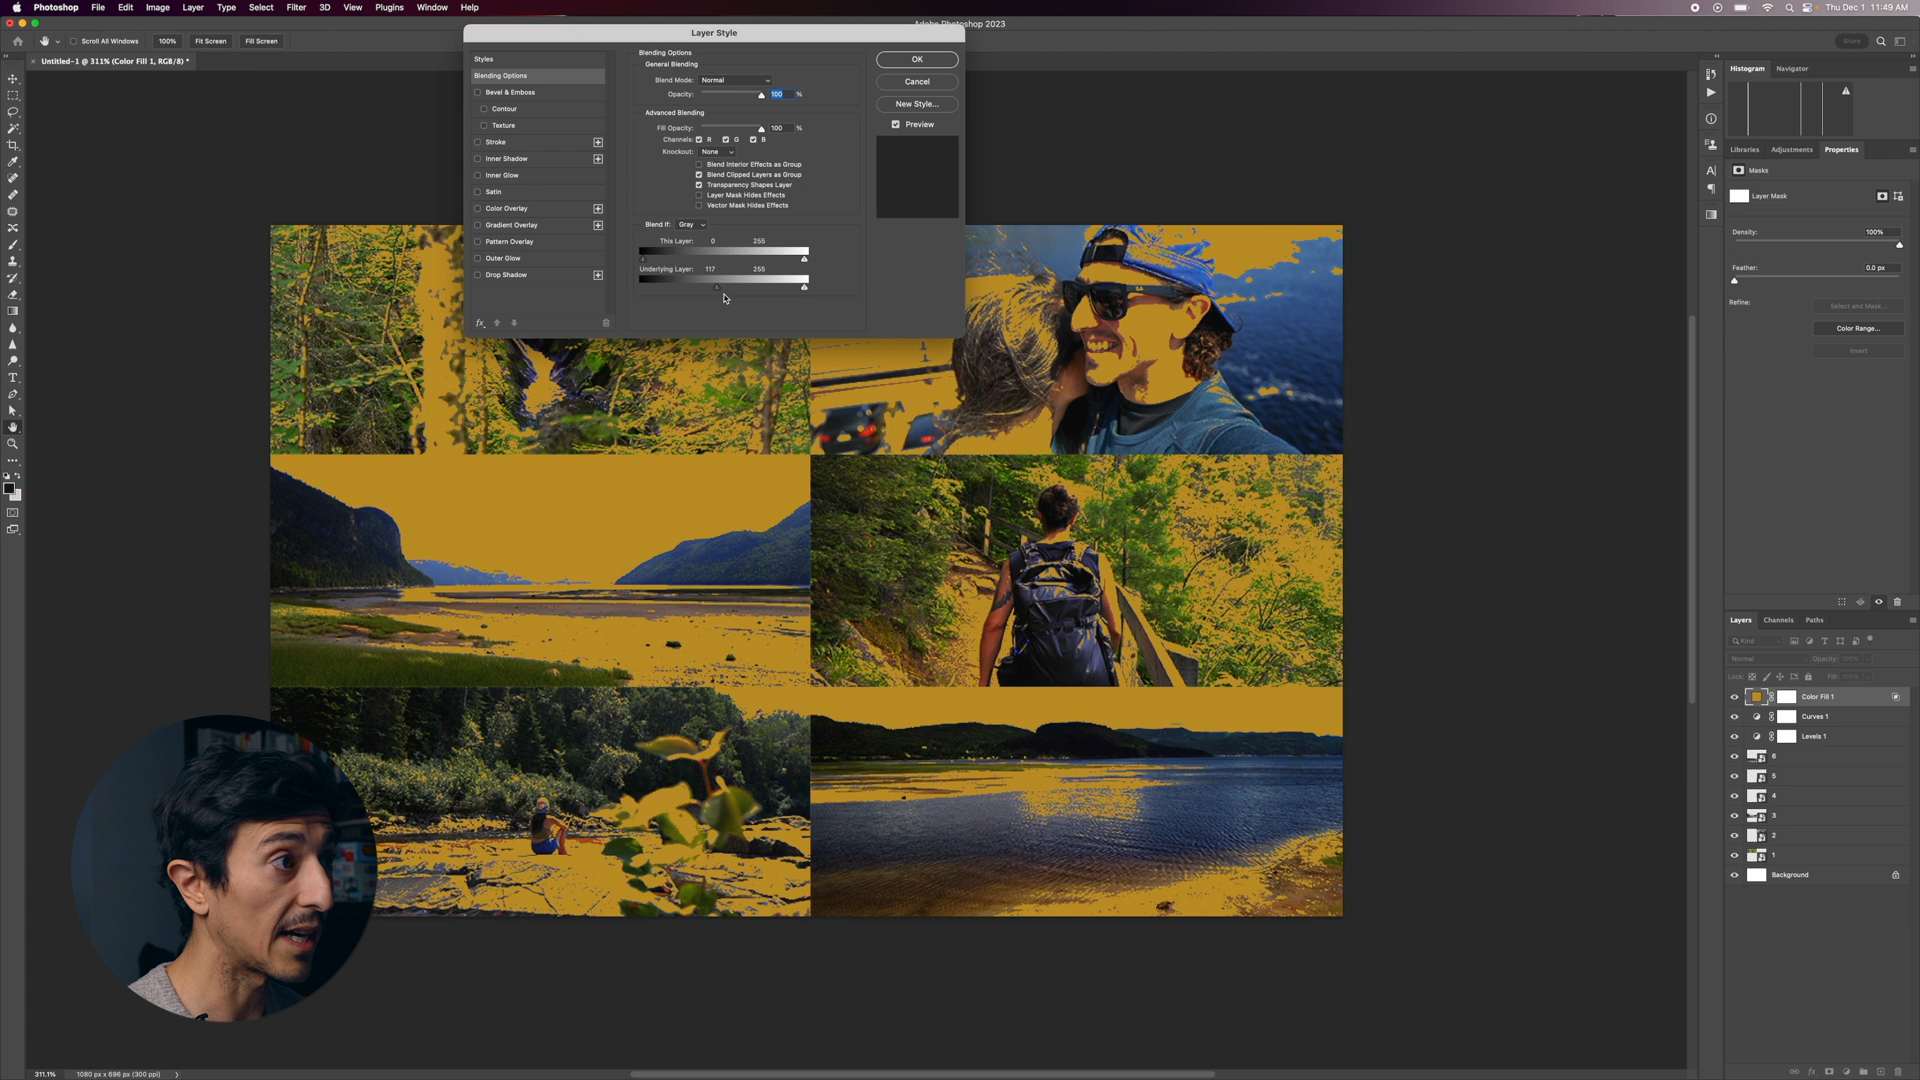 Photoshop File Edit Image Layer Type Select Filter 3D View Plugins Window Help Thu Dec 1 11:49 AM
Adobe Photoshop 2023
Scroll All Windows 100% Fit Screen Fill Screen Share
Untitled-1 @ 311% (Color Fill 1, RGB/8) *
Layer Style
Styles
Blending Options
Bevel & Emboss
Contour
Texture
Stroke
Inner Shadow
Inner Glow
Satin
Color Overlay
Gradient Overlay
Pattern Overlay
Outer Glow
Drop Shadow
fx
Blending Options
General Blending
Blend Mode: Normal
Opacity: 100 %
Advanced Blending
Fill Opacity: 100 %
Channels: R G B
Knockout: None
Blend Interior Effects as Group
Blend Clipped Layers as Group
Transparency Shapes Layer
Layer Mask Hides Effects
Vector Mask Hides Effects
Blend If: Gray
This Layer: 0 255
Underlying Layer: 117 255
OK
Cancel
New Style...
Preview
Histogram Navigator
Libraries Adjustments Properties
Masks
Layer Mask
Density: 100%
Feather: 0.0 px
Refine: Select and Mask...
Color Range...
Invert
Layers Channels Paths
Kind
Normal Opacity: 100%
Lock: Fill: 100%
Color Fill 1
Curves 1
Levels 1
6
5
4
3
2
1
Background
fx
311.1% 1080 px x 696 px (300 ppi)